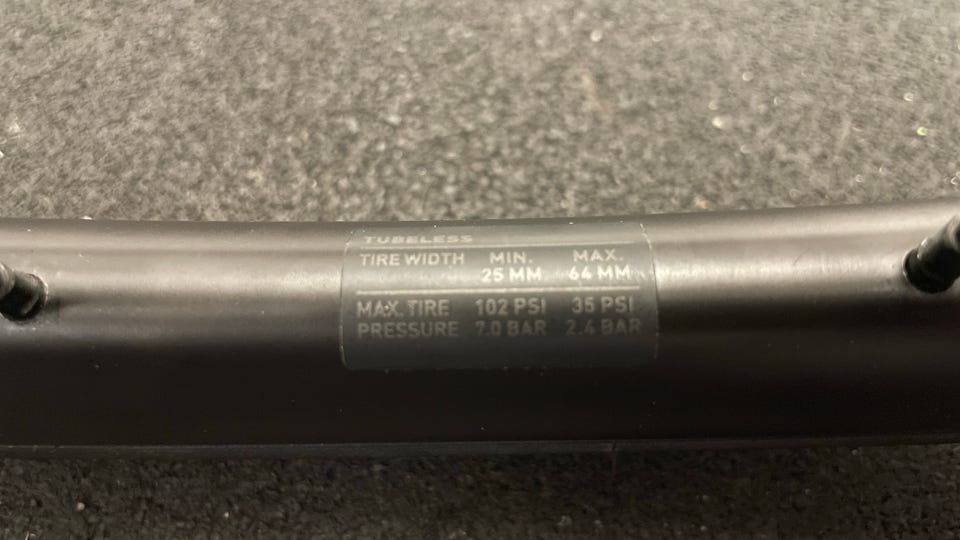 TUBELESS
TIRE WIDTH MIN. MAX.
25 MM 64 MM
MAX. TIRE 102 PSI 35 PSI
PRESSURE 7.0 BAR 2.4 BAR